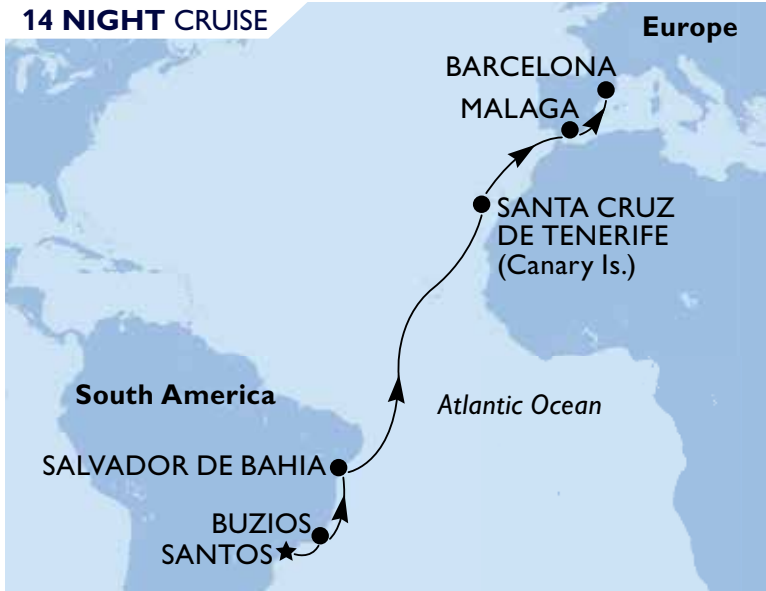 14 NIGHT CRUISE
Europe
BARCELONA
MALAGA
SANTA CRUZ
DE TENERIFE
(Canary Is.)
South America
Atlantic Ocean
SALVADOR DE BAHIA
BUZIOS
SANTOS